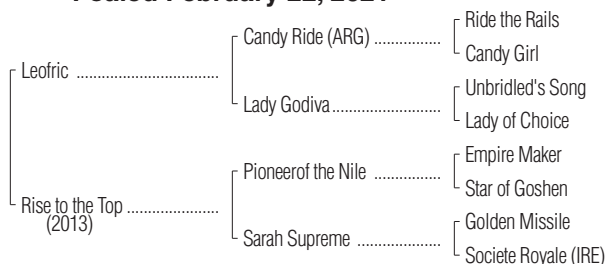 Foaled February 22, 2021
Ride the Rails
Candy Ride (ARG) ................
Candy Girl
Leofric ..................................
Unbridled's Song
Lady Godiva ..........................
Lady of Choice
Empire Maker
Pioneerof the Nile ................
Star of Goshen
Rise to the Top ......................
(2013)
Golden Missile
Sarah Supreme ....................
Societe Royale (IRE)